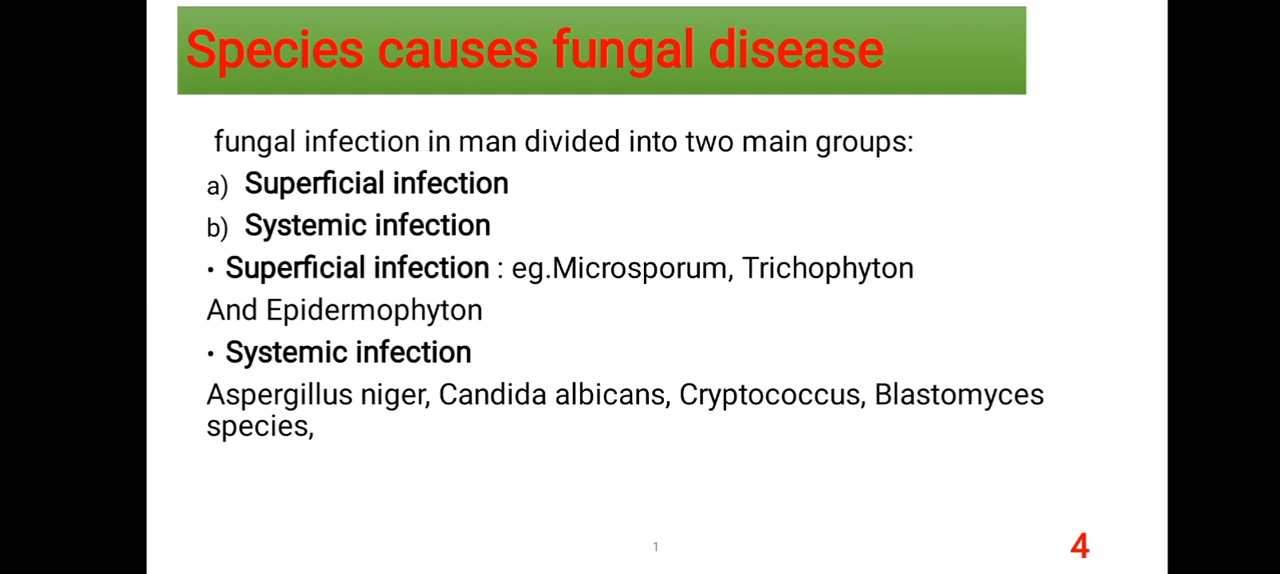 Species causes fungal disease
fungal infection in man divided into two main groups:
a) Superficial infection
b) Systemic infection
• Superficial infection : eg.Microsporum, Trichophyton
And Epidermophyton
• Systemic infection
Aspergillus niger, Candida albicans, Cryptococcus, Blastomyces
species,
1
4